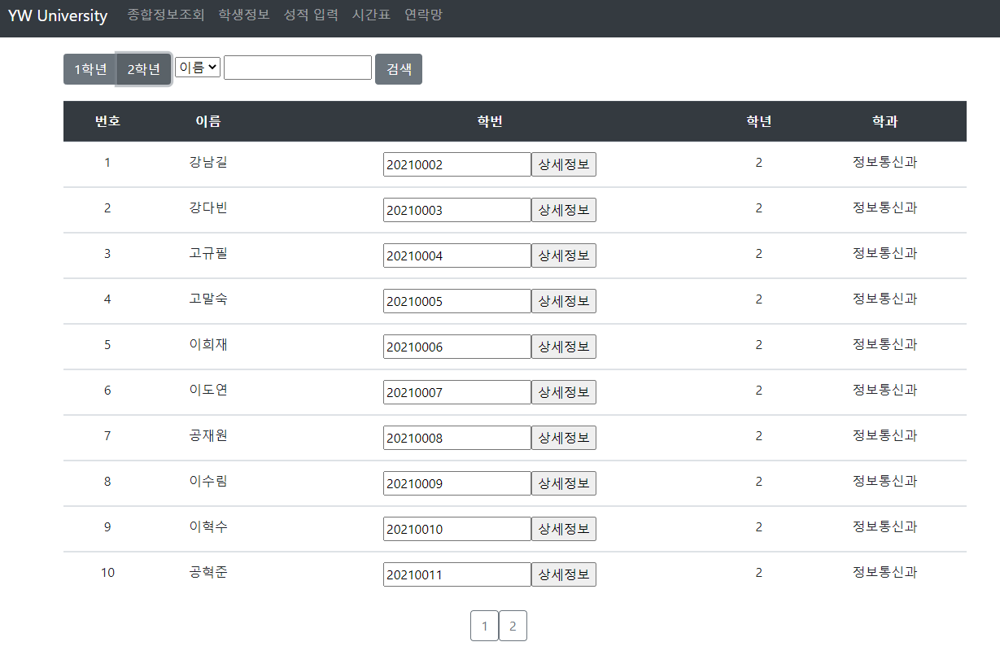 YW University 종합정보조회 학생정보 성적 입력 시간표 연락망
1학년 2학년 이름 검색
번호 이름 학번 학년 학과
1 강남길 20210002 상세정보 2 정보통신과
2 강다빈 20210003 상세정보 2 정보통신과
3 고규필 20210004 상세정보 2 정보통신과
4 고말숙 20210005 상세정보 2 정보통신과
5 이희재 20210006 상세정보 2 정보통신과
6 이도연 20210007 상세정보 2 정보통신과
7 공재원 20210008 상세정보 2 정보통신과
8 이수림 20210009 상세정보 2 정보통신과
9 이혁수 20210010 상세정보 2 정보통신과
10 공혁준 20210011 상세정보 2 정보통신과
1 2